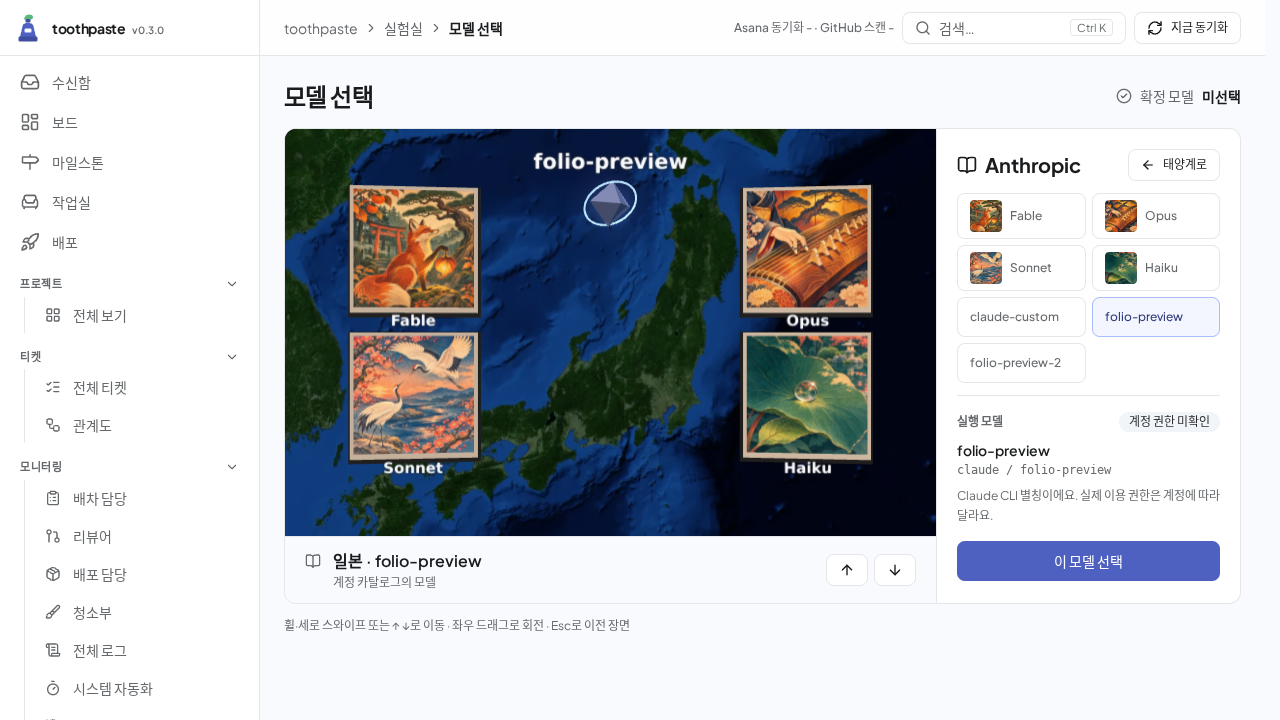 toothpaste v0.3.0
toothpaste > 실험실 > 모델 선택
Asana 동기화 - · GitHub 스캔 -
검색...
Ctrl K
지금 동기화
수신함
보드
마일스톤
작업실
배포
프로젝트
전체 보기
티켓
전체 티켓
관계도
모니터링
배차 담당
리뷰어
배포 담당
청소부
전체 로그
시스템 자동화
모델 선택
확정 모델 미선택
folio-preview
Fable
Opus
Sonnet
Haiku
일본 · folio-preview
계정 카탈로그의 모델
Anthropic
태양계로
Fable
Opus
Sonnet
Haiku
claude-custom
folio-preview
folio-preview-2
실행 모델
계정 권한 미확인
folio-preview
claude / folio-preview
Claude CLI 별칭이에요. 실제 이용 권한은 계정에 따라
달라요.
이 모델 선택
휠·세로 스와이프 또는 ↑ ↓로 이동 · 좌우 드래그로 회전 · Esc로 이전 장면